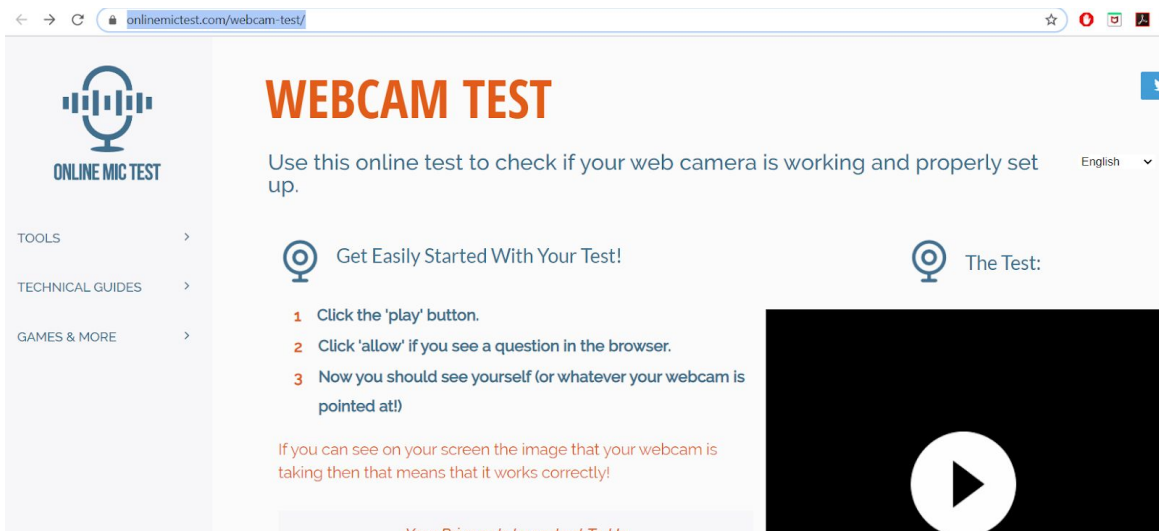 onlinemictest.com/webcam-test/
ONLINE MIC TEST
TOOLS
TECHNICAL GUIDES
GAMES & MORE
WEBCAM TEST
Use this online test to check if your web camera is working and properly set
up.
English
Get Easily Started With Your Test!
1 Click the 'play' button.
2 Click 'allow' if you see a question in the browser.
3 Now you should see yourself (or whatever your webcam is
pointed at!)
If you can see on your screen the image that your webcam is
taking then that means that it works correctly!
The Test: